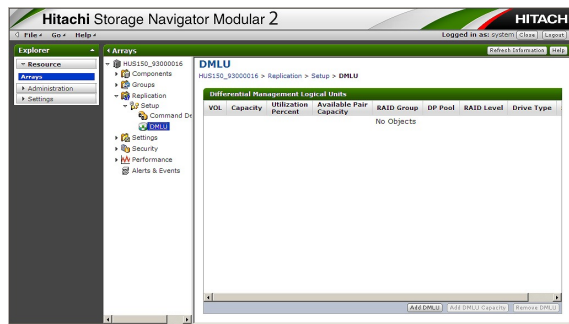 Hitachi Storage Navigator Modular 2
HITACH
File Go Help
Logged in as: system Close Logout
Explorer
Arrays
Refresh Information Help
Resource
Arrays
Administration
Settings
HUS150_93000016
Components
Groups
Replication
Setup
Command De
DMLU
Settings
Security
Performance
Alerts & Events
DMLU
HUS150_93000016 > Replication > Setup > DMLU
Differential Management Logical Units
VOL Capacity Utilization Percent Available Pair Capacity RAID Group DP Pool RAID Level Drive Type
No Objects
Add DMLU Add DMLU Capacity Remove DMLU